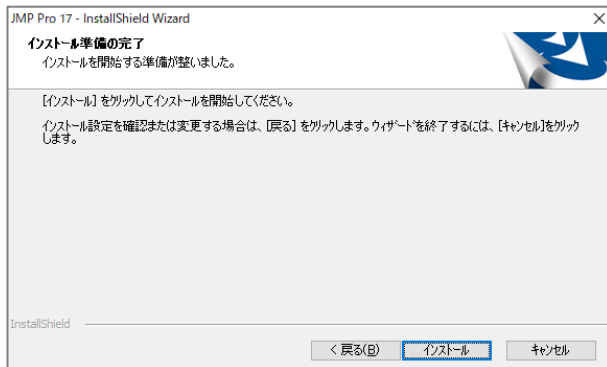 JMP Pro 17 - InstallShield Wizard
インストール準備の完了
インストールを開始する準備が整いました。
[インストール] をクリックしてインストールを開始してください。
インストール設定を確認または変更する場合は、[戻る] をクリックします。ウィザードを終了するには、[キャンセル]をクリック
します。
InstallShield
< 戻る(B)
インストール
キャンセル